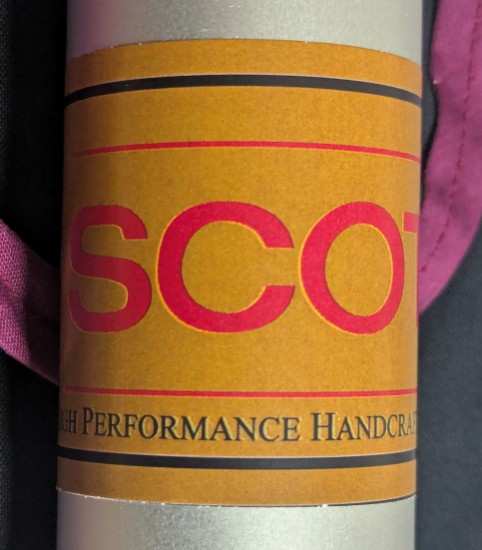 SCOT
IGH PERFORMANCE HANDCRAF